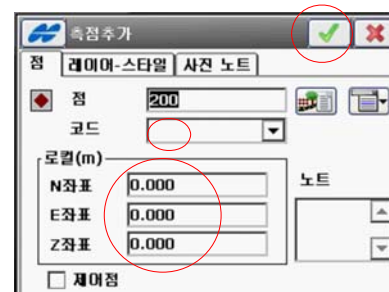 측점추가
점 레이어-스타일 사진 노트
점 200
코드
로컬(m)
N좌표 0.000
노트
E좌표 0.000
Z좌표 0.000
제어점